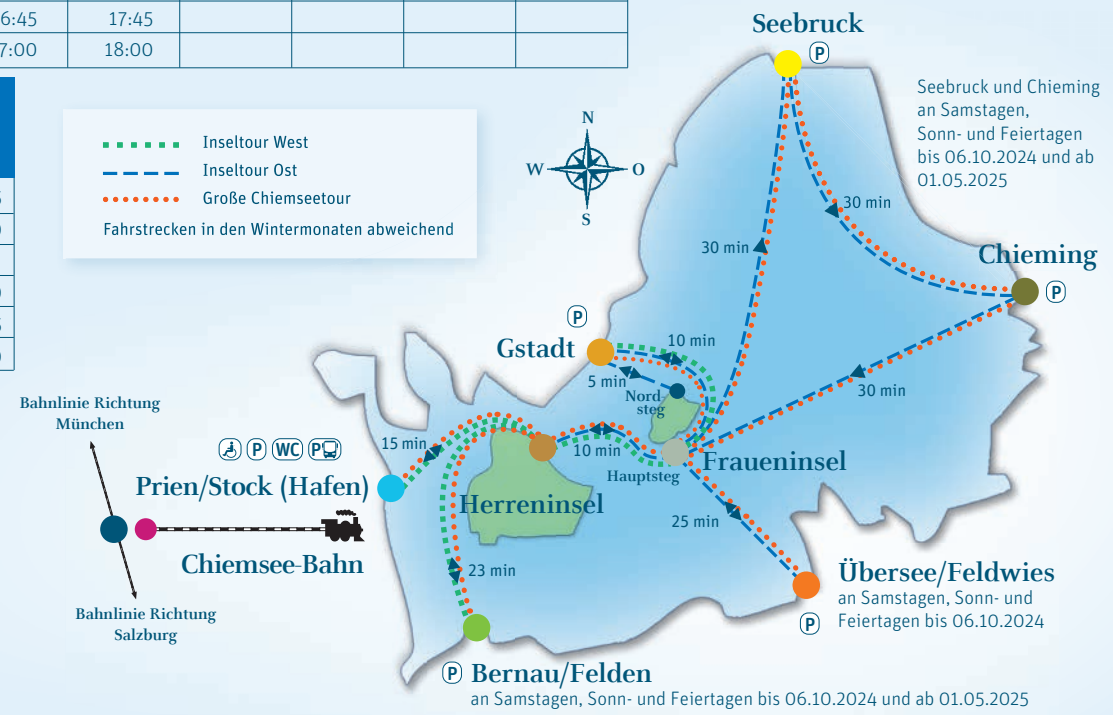 6:45 17:45
7:00 18:00
Seebruck
P
Seebruck und Chieming
an Samstagen,
Sonn- und Feiertagen
bis 06.10.2024 und ab
01.05.2025
Inseltour West
Inseltour Ost
Große Chiemseetour
Fahrstrecken in den Wintermonaten abweichend
N
W O
S
30 min
30 min
Chieming
P
P
Gstadt
10 min
5 min
Nord
steg
30 min
Bahnlinie Richtung
München
P WC P
15 min
10 min
Hauptsteg
Fraueninsel
Prien/Stock (Hafen)
Herreninsel
25 min
Chiemsee-Bahn
23 min
Übersee/Feldwies
an Samstagen, Sonn- und
Feiertagen bis 06.10.2024
P
Bahnlinie Richtung
Salzburg
P Bernau/Felden
an Samstagen, Sonn- und Feiertagen bis 06.10.2024 und ab 01.05.2025